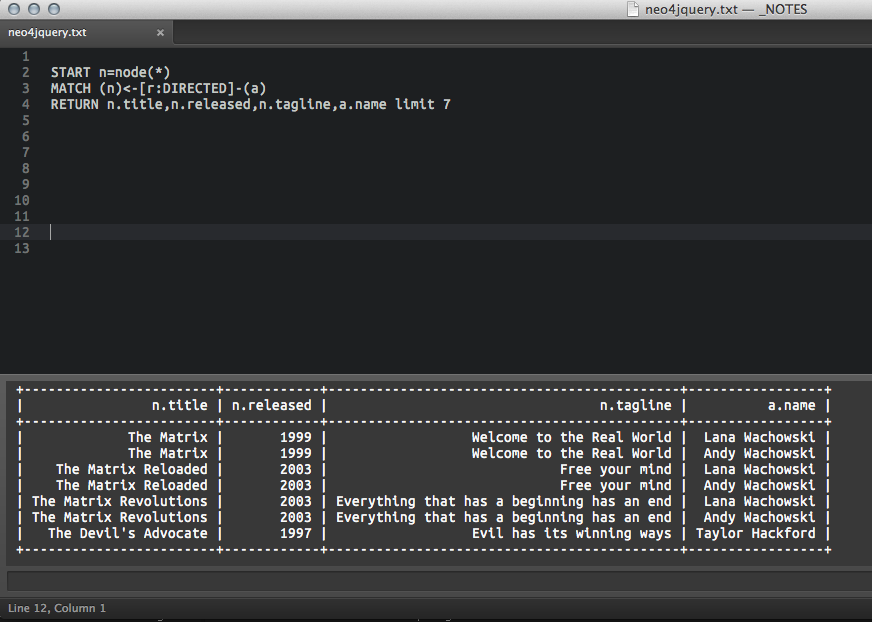 neo4jquery.txt — _NOTES
neo4jquery.txt ×
1
2 START n=node(*)
3 MATCH (n)<-[r:DIRECTED]-(a)
4 RETURN n.title,n.released,n.tagline,a.name limit 7
5
6
7
8
9
10
11
12
13
+------------------------+------------+--------------------------------------------+-----------------+
| n.title | n.released | n.tagline | a.name |
+------------------------+------------+--------------------------------------------+-----------------+
| The Matrix | 1999 | Welcome to the Real World | Lana Wachowski |
| The Matrix | 1999 | Welcome to the Real World | Andy Wachowski |
| The Matrix Reloaded | 2003 | Free your mind | Lana Wachowski |
| The Matrix Reloaded | 2003 | Free your mind | Andy Wachowski |
| The Matrix Revolutions | 2003 | Everything that has a beginning has an end | Lana Wachowski |
| The Matrix Revolutions | 2003 | Everything that has a beginning has an end | Andy Wachowski |
| The Devil's Advocate | 1997 | Evil has its winning ways | Taylor Hackford |
+------------------------+------------+--------------------------------------------+-----------------+
Line 12, Column 1